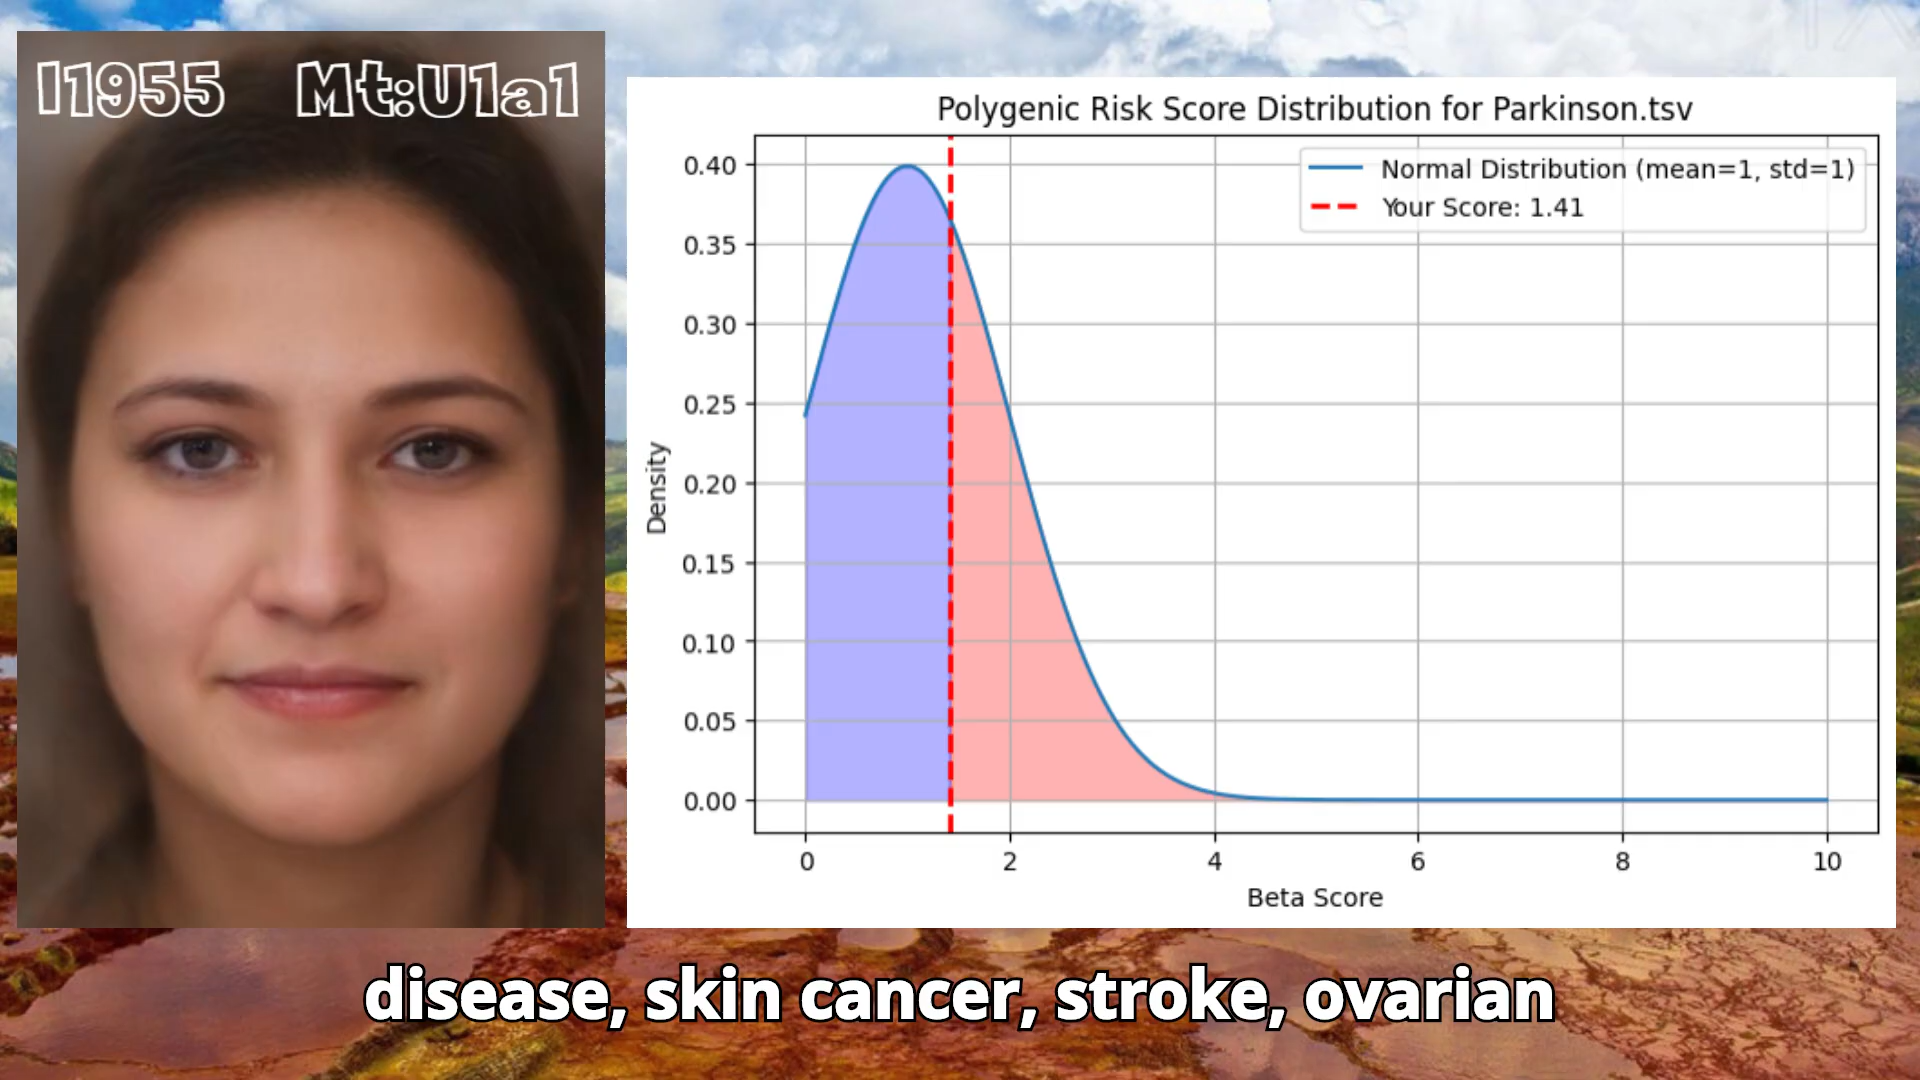 I1955 Mt:U1a1
Polygenic Risk Score Distribution for Parkinson.tsv
Normal Distribution (mean=1, std=1)
Your Score: 1.41
0.40
0.35
0.30
0.25
0.20
0.15
0.10
0.05
0.00
Density
0 2 4 6 8 10
Beta Score
disease, skin cancer, stroke, ovarian